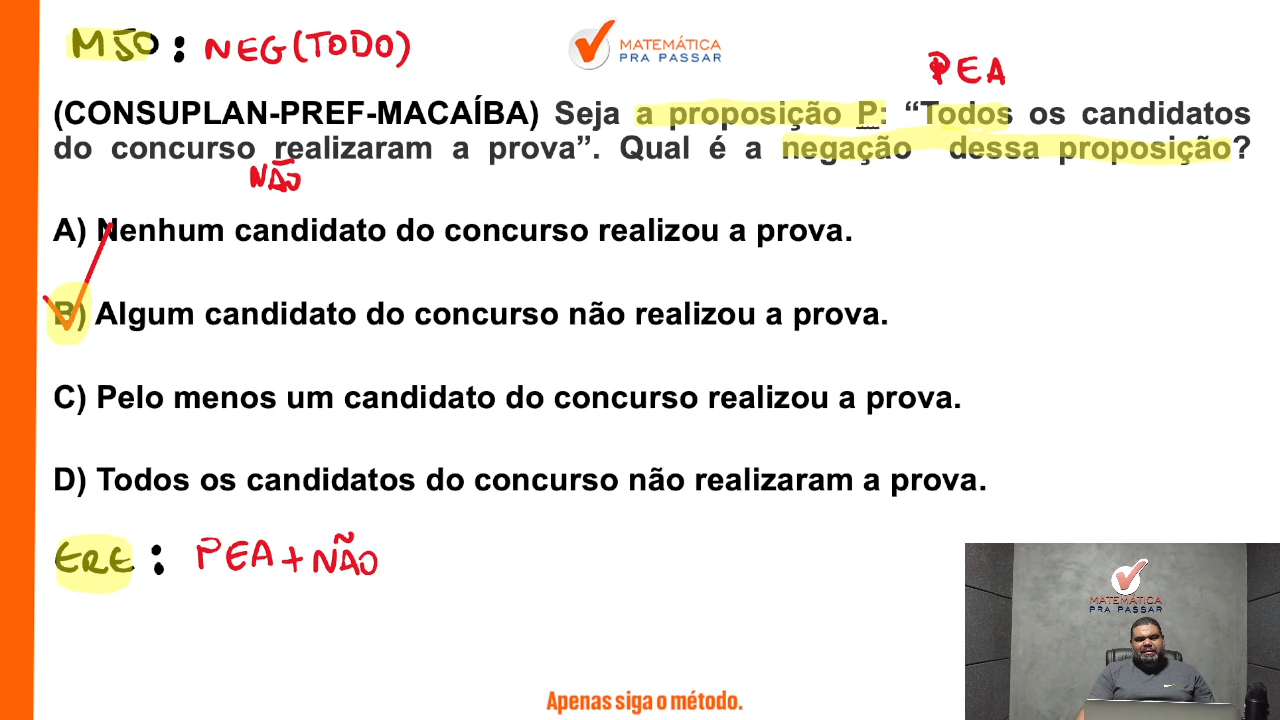 MJO : NEG(TODO)
MATEMÁTICA
PRA PASSAR
PEA
(CONSUPLAN-PREF-MACAÍBA) Seja a proposição P: “Todos os candidatos
do concurso realizaram a prova”. Qual é a negação dessa proposição?
NÃO
A) Nenhum candidato do concurso realizou a prova.
B) Algum candidato do concurso não realizou a prova.
C) Pelo menos um candidato do concurso realizou a prova.
D) Todos os candidatos do concurso não realizaram a prova.
ERE : PEA + NÃO
MATEMÁTICA
PRA PASSAR
Apenas siga o método.